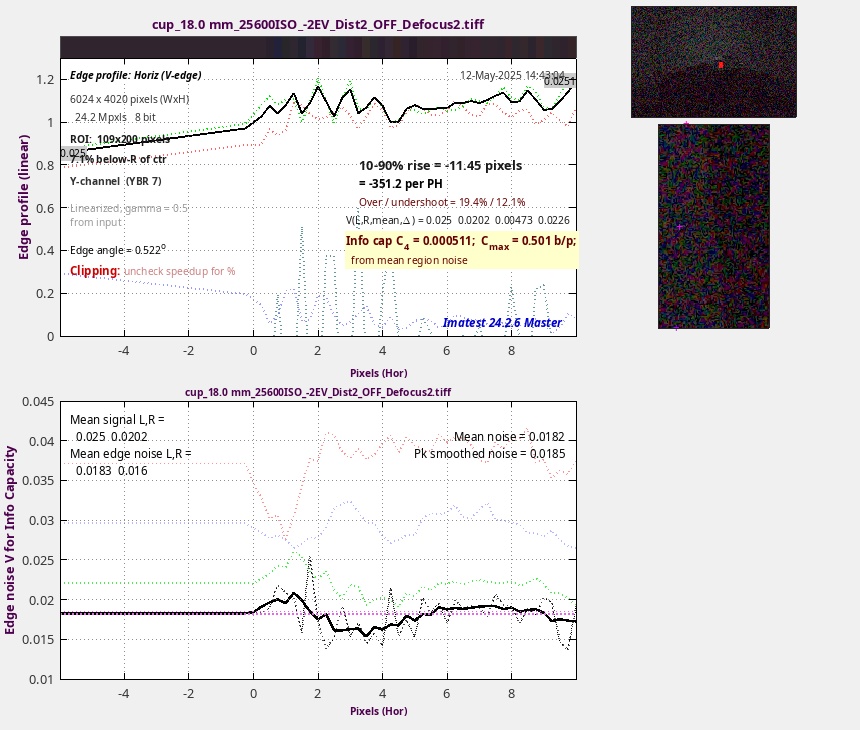 cup_18.0 mm_25600ISO_-2EV_Dist2_OFF_Defocus2.tiff
Edge profile: Horiz (V-edge)
12-May-2025 14:43:04
0.0251
6024 x 4020 pixels (WxH)
24.2 Mpxls   8 bit
ROI:  109x200 pixels
0.025
7.1% below-R of ctr
Y-channel  (YBR 7)
Linearized, gamma = 0.5
from input
Edge angle = 0.522o
Clipping: uncheck speedup for %
10-90% rise = -11.45 pixels
= -351.2 per PH
Over / undershoot = 19.4% / 12.1%
V(L,R,mean,Δ) = 0.025  0.0202  0.00473  0.0226
Info cap C4 = 0.000511;  Cmax = 0.501 b/p;
from mean region noise
Imatest 24.2.6 Master
Edge profile (linear)
1.2
1
0.8
0.6
0.4
0.2
0
-4 -2 0 2 4 6 8
Pixels (Hor)
cup_18.0 mm_25600ISO_-2EV_Dist2_OFF_Defocus2.tiff
Mean signal L,R =
0.025  0.0202
Mean edge noise L,R =
0.0183  0.016
Mean noise = 0.0182
Pk smoothed noise = 0.0185
Edge noise V for Info Capacity
0.045
0.04
0.035
0.03
0.025
0.02
0.015
0.01
-4 -2 0 2 4 6 8
Pixels (Hor)